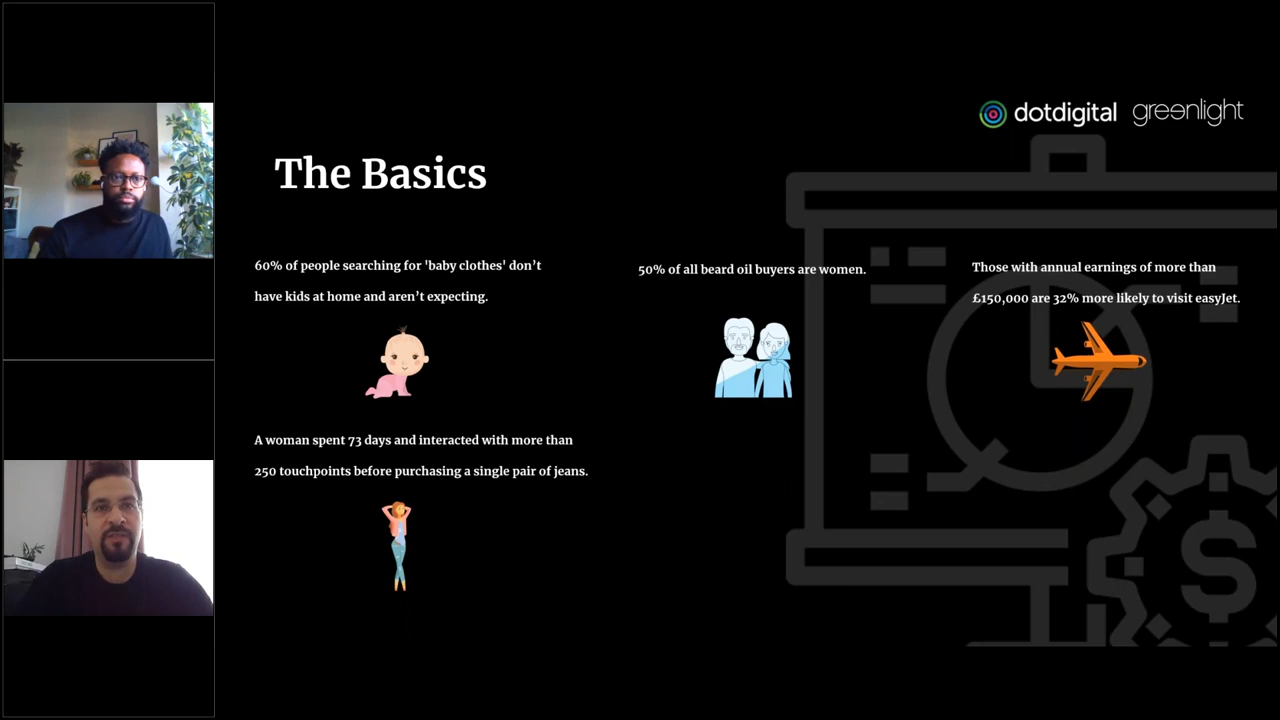 dotdigital greenlight
The Basics
60% of people searching for 'baby clothes' don’t
have kids at home and aren’t expecting.
50% of all beard oil buyers are women.
Those with annual earnings of more than
£150,000 are 32% more likely to visit easyJet.
A woman spent 73 days and interacted with more than
250 touchpoints before purchasing a single pair of jeans.
$